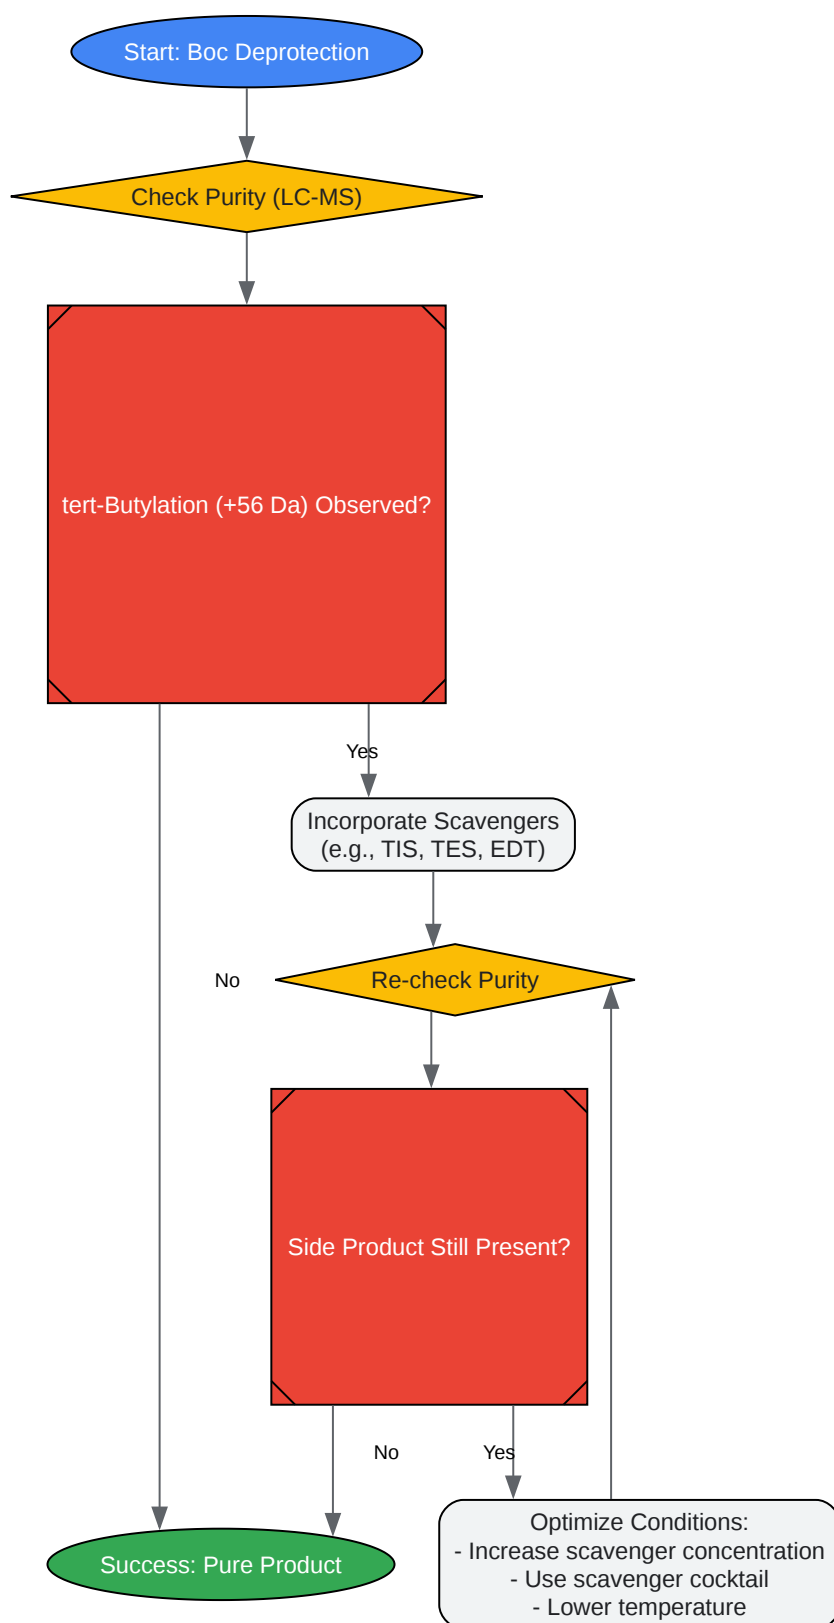 Start: Boc Deprotection
Check Purity (LC-MS)
tert-Butylation (+56 Da) Observed?
Yes
Incorporate Scavengers
(e.g., TIS, TES, EDT)
No
Re-check Purity
Side Product Still Present?
No
Yes
Success: Pure Product
Optimize Conditions:
- Increase scavenger concentration
- Use scavenger cocktail
- Lower temperature